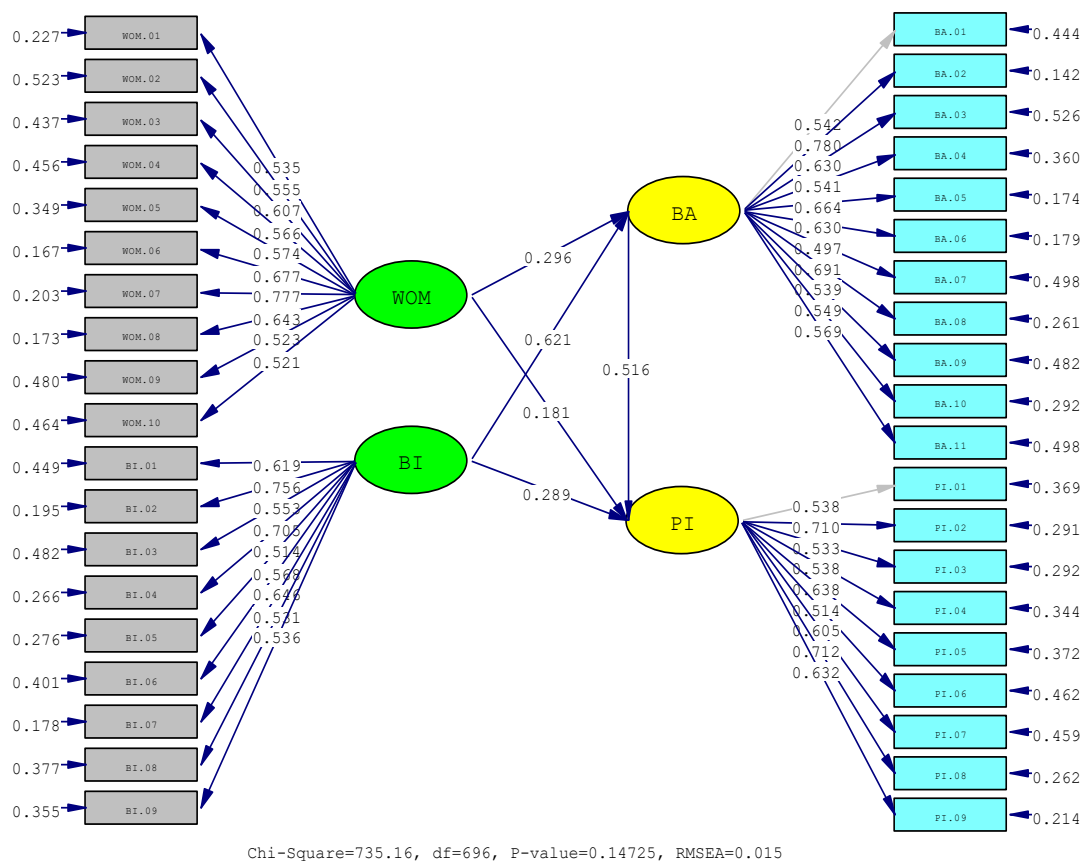 0.227 WOM.01
0.523 WOM.02
0.437 WOM.03
0.456 WOM.04
0.349 WOM.05
0.167 WOM.06
0.203 WOM.07
0.173 WOM.08
0.480 WOM.09
0.464 WOM.10
0.449 BI.01
0.195 BI.02
0.482 BI.03
0.266 BI.04
0.276 BI.05
0.401 BI.06
0.178 BI.07
0.377 BI.08
0.355 BI.09
0.535
0.555
0.607
0.566
0.574
0.677
0.777
0.643
0.523
0.521
0.619
0.756
0.553
0.705
0.514
0.568
0.646
0.531
0.536
WOM
BI
0.296
0.621
0.516
0.181
0.289
BA
PI
0.542
0.780
0.630
0.541
0.664
0.630
0.497
0.691
0.539
0.549
0.569
0.538
0.710
0.533
0.538
0.638
0.514
0.605
0.712
0.632
BA.01 0.444
BA.02 0.142
BA.03 0.526
BA.04 0.360
BA.05 0.174
BA.06 0.179
BA.07 0.498
BA.08 0.261
BA.09 0.482
BA.10 0.292
BA.11 0.498
PI.01 0.369
PI.02 0.291
PI.03 0.292
PI.04 0.344
PI.05 0.372
PI.06 0.462
PI.07 0.459
PI.08 0.262
PI.09 0.214
Chi-Square=735.16, df=696, P-value=0.14725, RMSEA=0.015